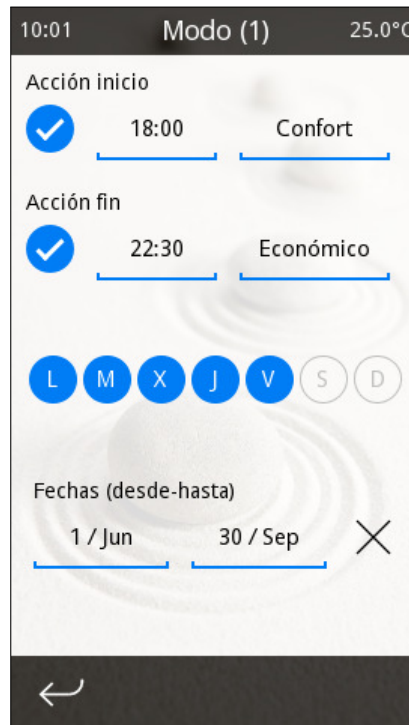 10:01 Modo (1) 25.0°C
Acción inicio
18:00 Confort
Acción fin
22:30 Económico
L M X J V S D
Fechas (desde-hasta)
1 / Jun 30 / Sep